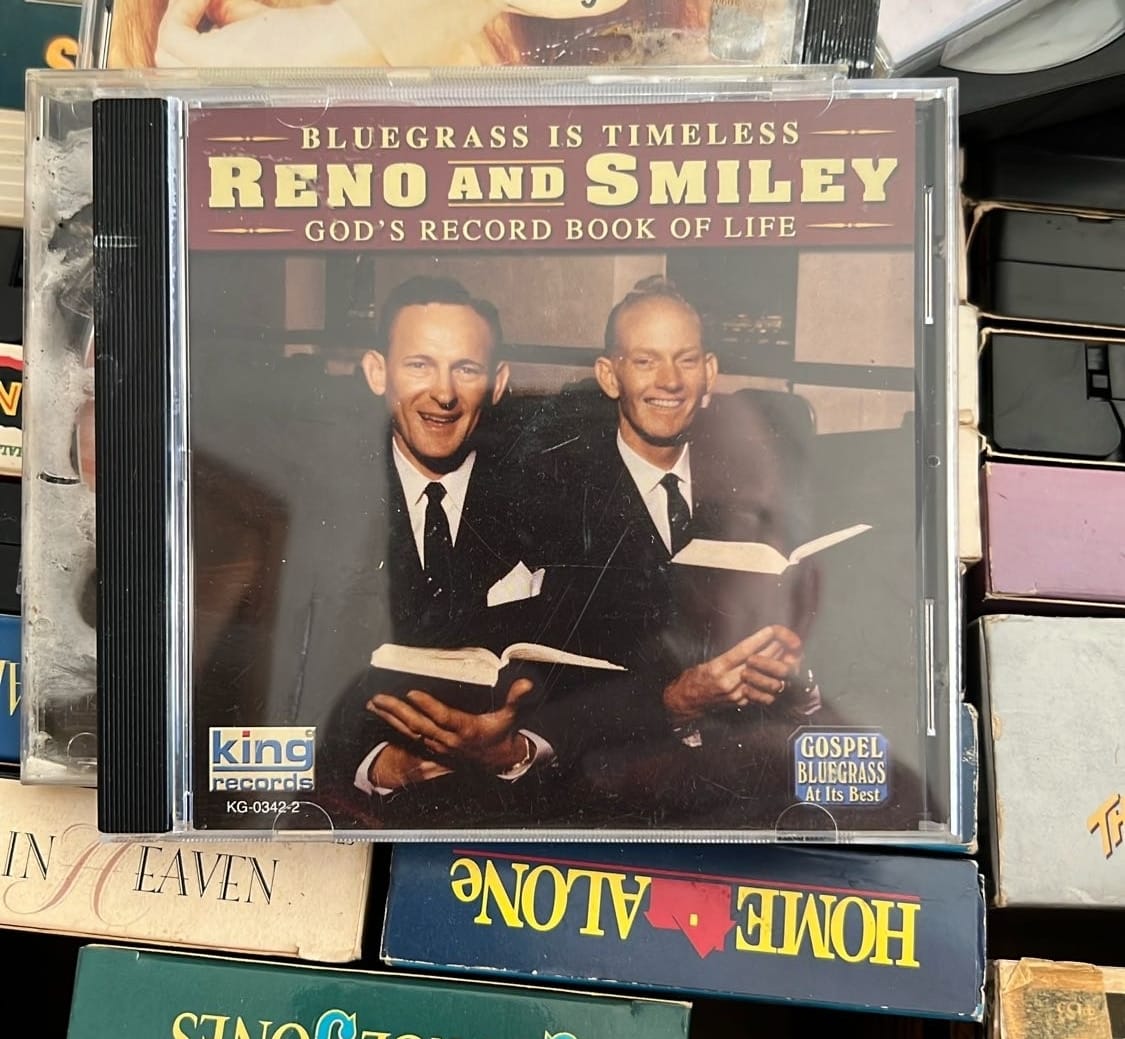 BLUEGRASS IS TIMELESS
RENO AND SMILEY
GOD'S RECORD BOOK OF LIFE
king
records
KG-0342-2
GOSPEL
BLUEGRASS
At Its Best
IN HEAVEN
HOME ALONe